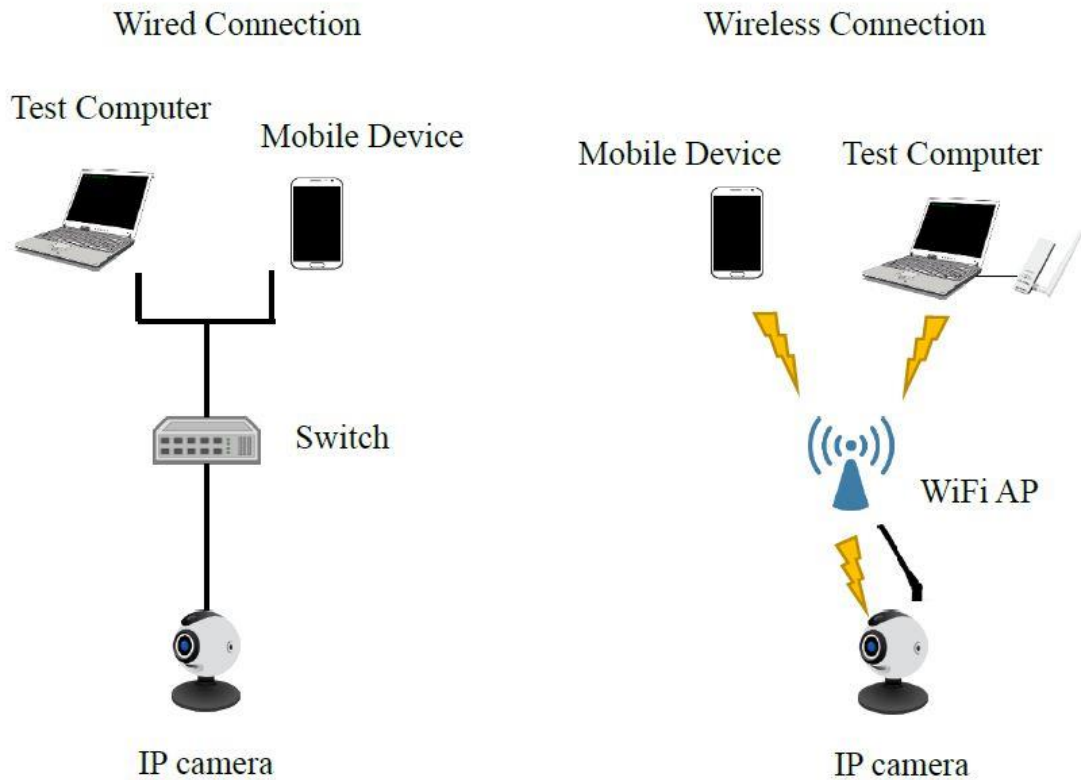 Wired Connection
Wireless Connection
Test Computer
Mobile Device
Mobile Device
Test Computer
Switch
WiFi AP
IP camera
IP camera